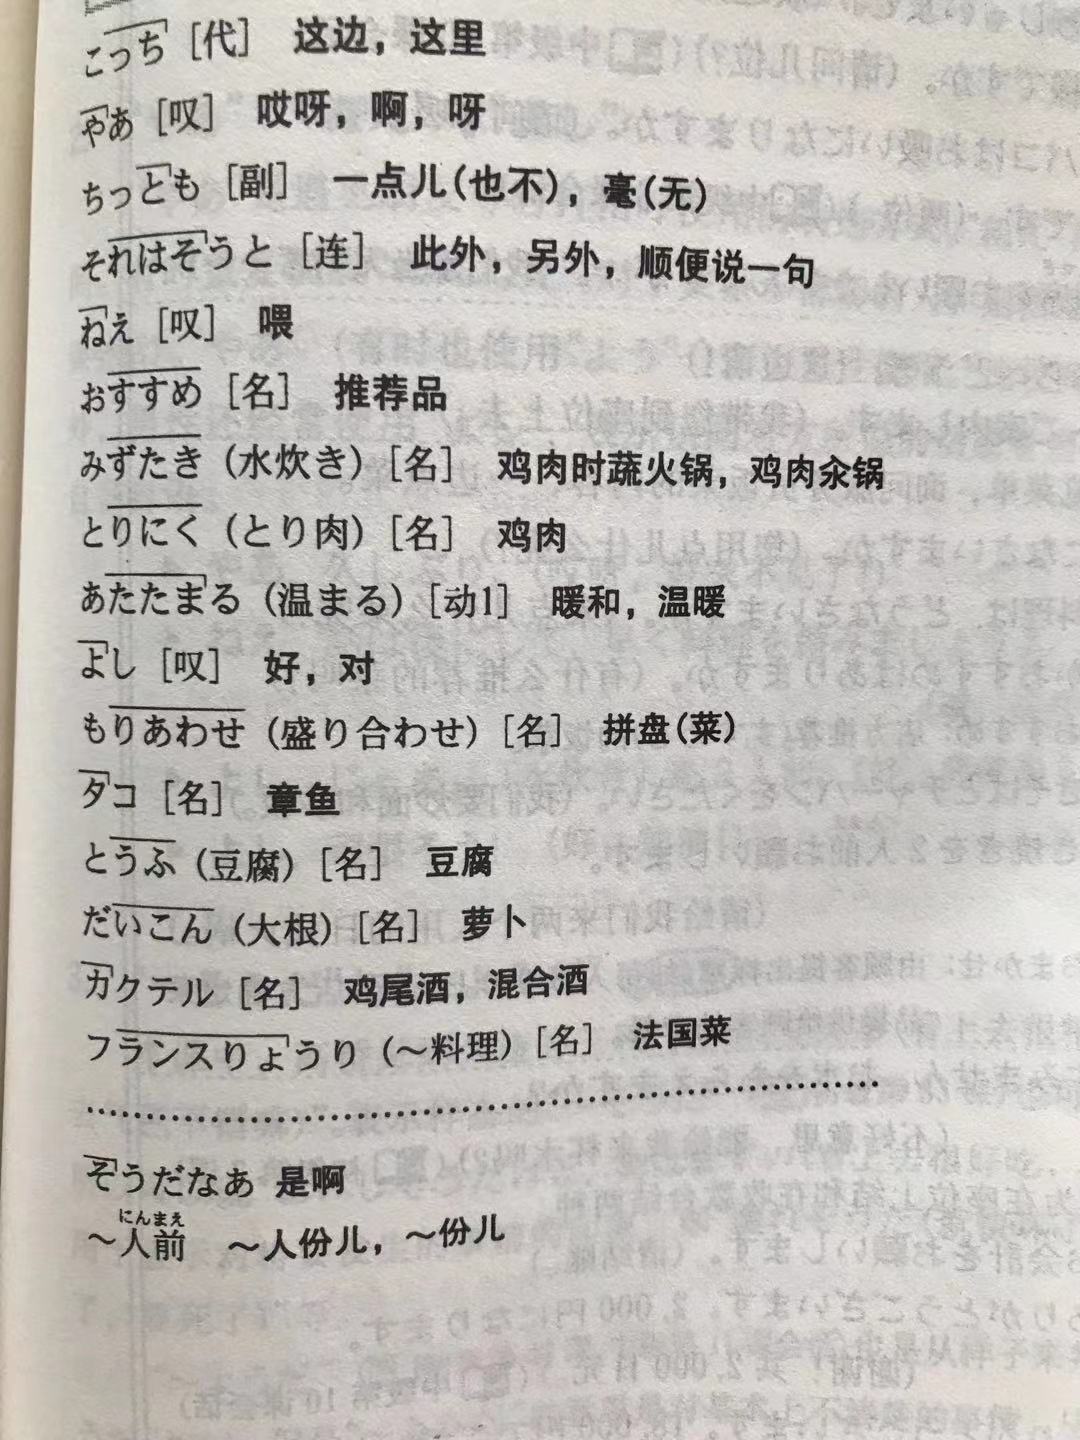 こっち [代] 这边，这里
やあ [叹] 哎呀，啊，呀
ちっとも [副] 一点儿(也不)，毫(无)
それはそうと [连] 此外，另外，顺便说一句
ねえ [叹] 喂
おすすめ [名] 推荐品
みずたき (水炊き) [名] 鸡肉时蔬火锅，鸡肉汆锅
とりにく (とり肉) [名] 鸡肉
あたたまる (温まる) [动1] 暖和，温暖
よし [叹] 好，对
もりあわせ (盛り合わせ) [名] 拼盘(菜)
タコ [名] 章鱼
とうふ (豆腐) [名] 豆腐
だいこん (大根) [名] 萝卜
カクテル [名] 鸡尾酒，混合酒
フランスりょうり (～料理) [名] 法国菜
そうだなあ 是啊
にんまえ
～人前 ～人份儿，～份儿